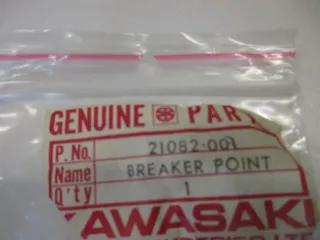 GENUINE PART
P.No. 21082-001
Name BREAKER POINT
Q'ty 1
KAWASAKI